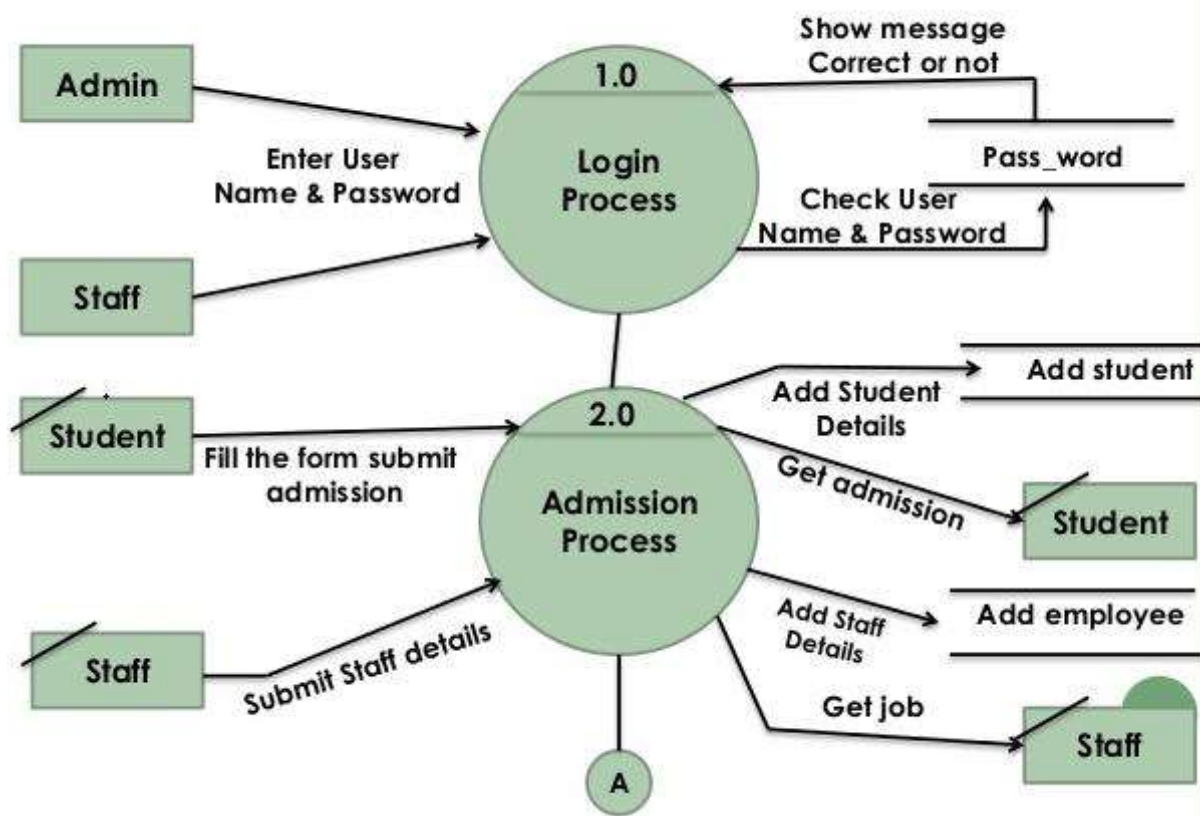 Admin
Enter User
Name & Password
Staff
1.0
Login
Process
Show message
Correct or not
Pass_word
Check User
Name & Password
Student
Fill the form submit
admission
2.0
Admission
Process
Add Student
Details
Add student
Get admission
Student
Staff
Submit Staff details
Add Staff
Details
Add employee
Get job
Staff
A